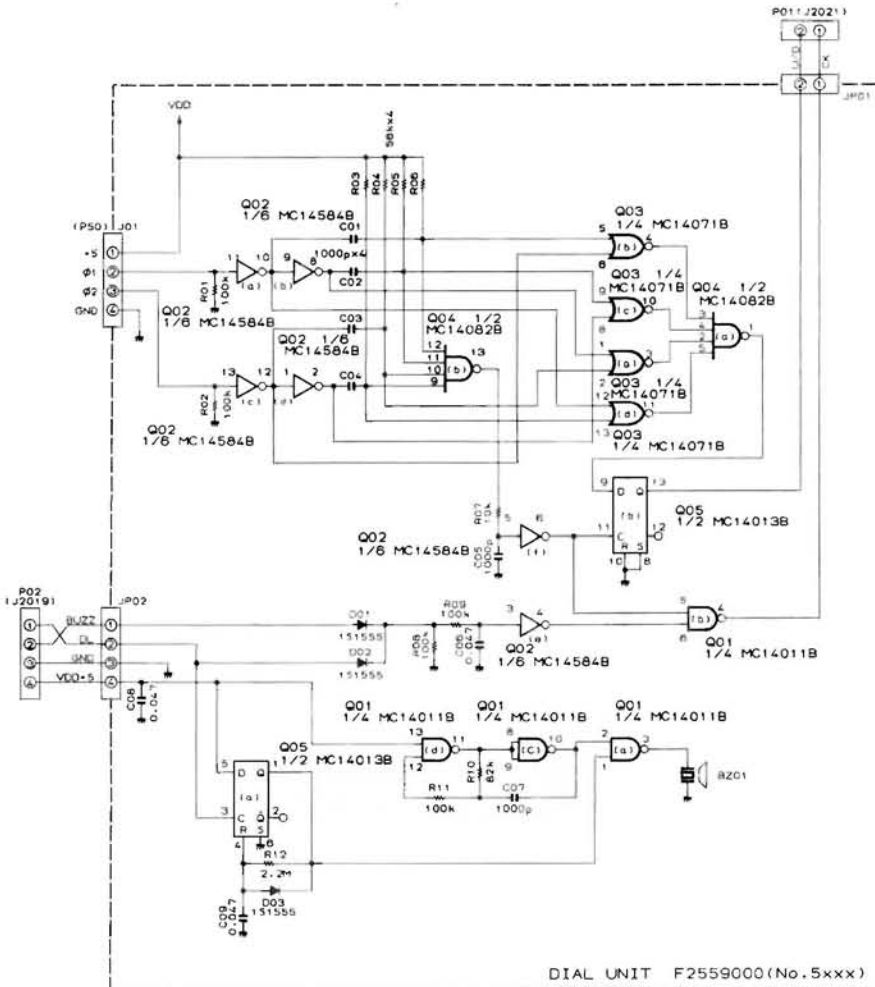 P01(J2021)
2 1
U/D
CK
2 1
JP01
VDD
56kx4
R03
R04
R05
R06
Q02
1/6 MC14584B
C01
1000px4
C02
Q03
1/4 MC14071B
5
(b)
4
6
(P50) J01
+5 1
Ø1 2
Ø2 3
GND 4
11
(a)
10
9
(b)
8
R01
100k
Q02
1/6 MC14584B
C03
Q02 1/6
MC14584B
Q04 1/2
MC14082B
Q03 1/4
MC14071B
9
(c)
10
8
Q04 1/2
MC14082B
3
4
2
5
(a)
1
12
11
10
9
(b)
13
1
(a)
3
2
Q03 1/4
MC14071B
12
(d)
11
13
Q03
1/4 MC14071B
13
(c)
12
1
(d)
2
C04
R02
100k
Q02
1/6 MC14584B
9 D Q 13
(b)
11 C Q 12
R S
10 8
Q05
1/2 MC14013B
R07
10k
C05
1000p
5
(f)
6
Q02
1/6 MC14584B
P02
(J2019)
JP02
1 BUZZ 1
2 DL 2
3 GND 3
4 VDD+5 4
D01
1S1555
D02
1S1555
R08
100k
R09
100k
C06
0.047
3
(e)
4
Q02
1/6 MC14584B
5
(b)
4
6
Q01
1/4 MC14011B
C08
0.047
Q01
1/4 MC14011B
Q01
1/4 MC14011B
Q01
1/4 MC14011B
13
(d)
11
12
8
(C)
10
9
2
(a)
3
1
R10
82k
R11
100k
C07
1000p
BZ01
Q05
1/2 MC14013B
5 D Q 1
(a)
3 C Q 2
R S
4 6
R12
2.2M
D03
1S1555
C09
0.047
DIAL UNIT F2559000(No.5xxx)